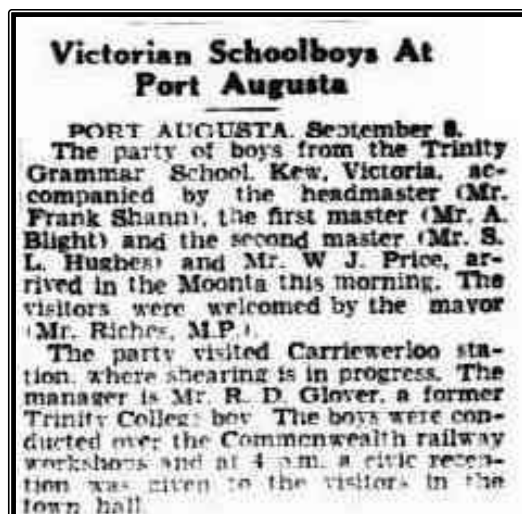 Victorian Schoolboys At
Port Augusta
PORT AUGUSTA, September 8.
The party of boys from the Trinity
Grammar School, Kew, Victoria, ac-
companied by the headmaster (Mr.
Frank Shann), the first master (Mr. A.
Blight) and the second master (Mr. S.
L. Hughes) and Mr. W J. Price, ar-
rived in the Moonta this morning. The
visitors were welcomed by the mayor
(Mr. Riches, M.P.).
The party visited Carriewerloo sta-
tion, where shearing is in progress. The
manager is Mr. R. D. Glover, a former
Trinity College boy. The boys were con-
ducted over the Commonwealth railway
workshops and at 4 p.m. a civic recep-
tion was given to the visitors in the
town hall.